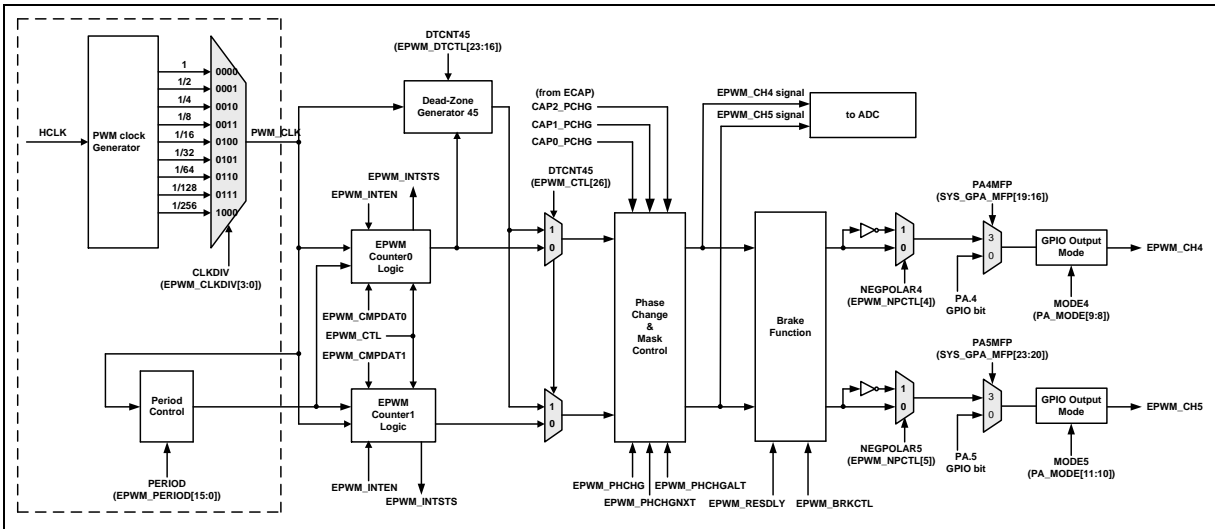 DTCNT45
(EPWM_DTCTL[23:16])
1
1/2
1/4
1/8
1/16
1/32
1/64
1/128
1/256
0000
0001
0010
0011
0100
0101
0110
0111
1000
HCLK
PWM clock
Generator
PWM_CLK
CLKDIV
(EPWM_CLKDIV[3:0])
Dead-Zone
Generator 45
(from ECAP)
CAP2_PCHG
CAP1_PCHG
CAP0_PCHG
EPWM_CH4 signal
EPWM_CH5 signal
to ADC
EPWM_INTSTS
EPWM_INTEN
DTCNT45
(EPWM_CTL[26])
1
0
EPWM
Counter0
Logic
EPWM_CMPDAT0
EPWM_CTL
EPWM_CMPDAT1
EPWM
Counter1
Logic
1
0
EPWM_INTEN
EPWM_INTSTS
Period
Control
PERIOD
(EPWM_PERIOD[15:0])
Phase
Change
&
Mask
Control
EPWM_PHCHG
EPWM_PHCHGNXT
EPWM_PHCHGALT
Brake
Function
EPWM_RESDLY
EPWM_BRKCTL
1
0
NEGPOLAR4
(EPWM_NPCTL[4])
PA4MFP
(SYS_GPA_MFP[19:16])
3
0
PA.4
GPIO bit
GPIO Output
Mode
EPWM_CH4
MODE4
(PA_MODE[9:8])
1
0
NEGPOLAR5
(EPWM_NPCTL[5])
PA5MFP
(SYS_GPA_MFP[23:20])
3
0
PA.5
GPIO bit
GPIO Output
Mode
EPWM_CH5
MODE5
(PA_MODE[11:10])